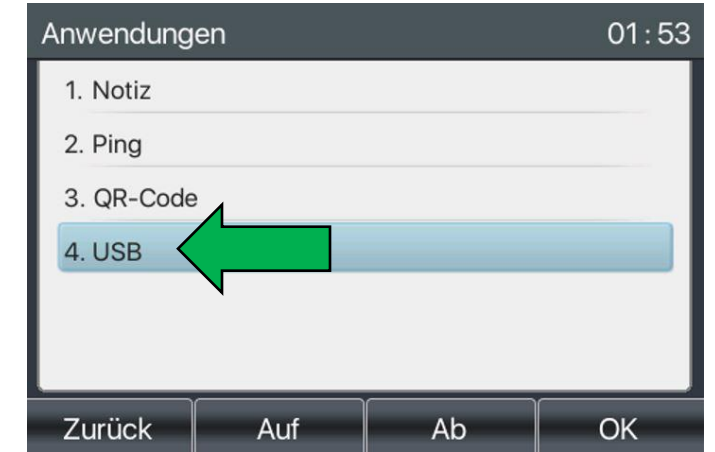 Anwendungen 01:53
1. Notiz
2. Ping
3. QR-Code
4. USB
Zurück Auf Ab OK